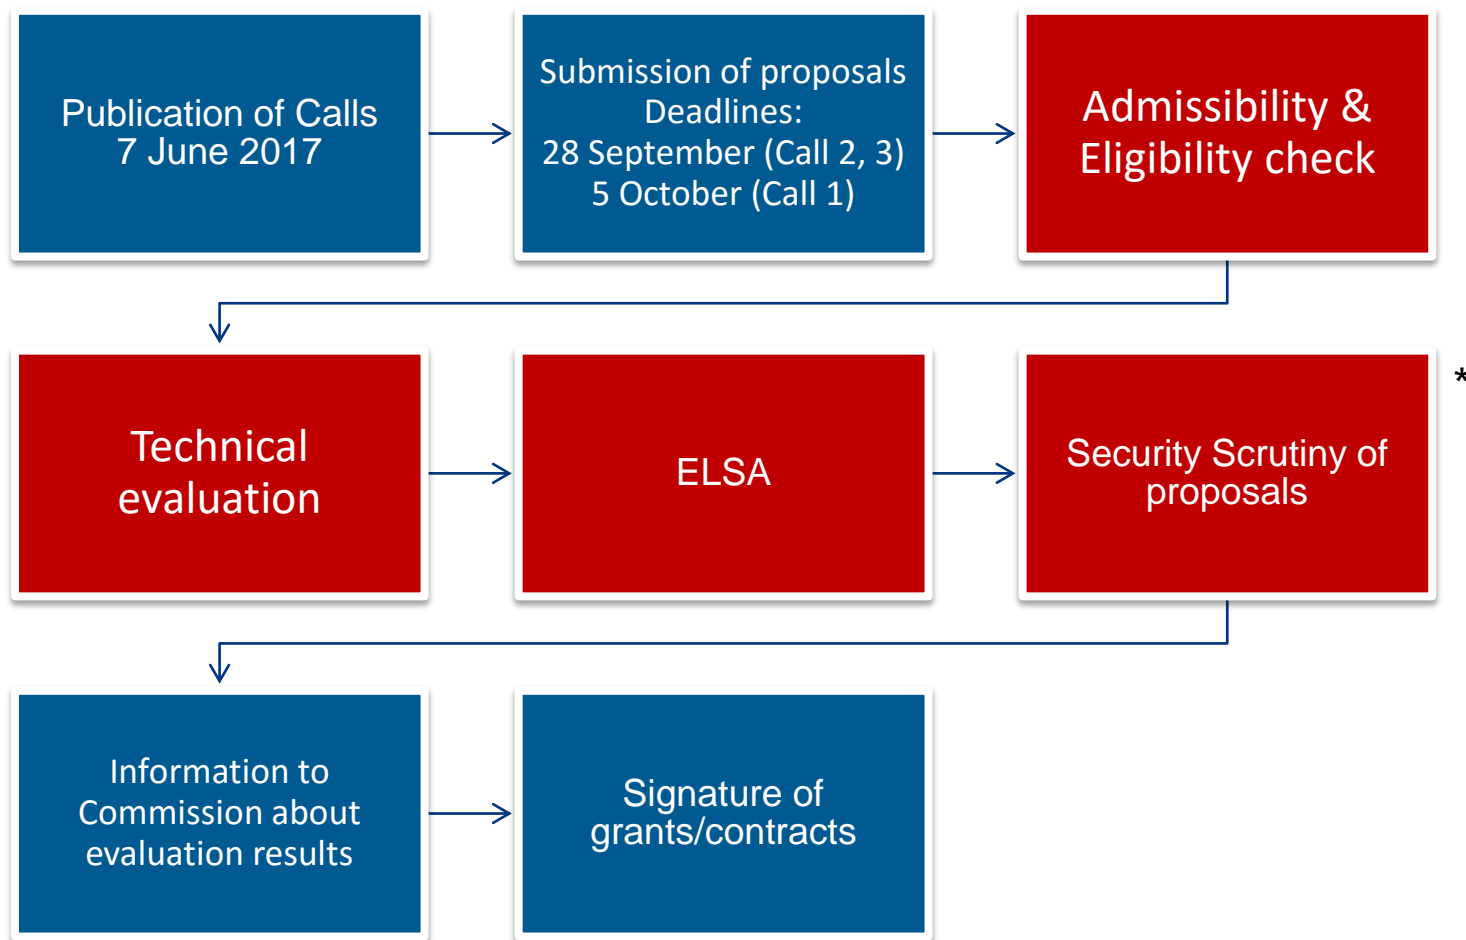 Publication of Calls
7 June 2017
Submission of proposals
Deadlines:
28 September (Call 2, 3)
5 October (Call 1)
Admissibility &
Eligibility check
Technical
evaluation
ELSA
Security Scrutiny of
proposals
*
Information to
Commission about
evaluation results
Signature of
grants/contracts